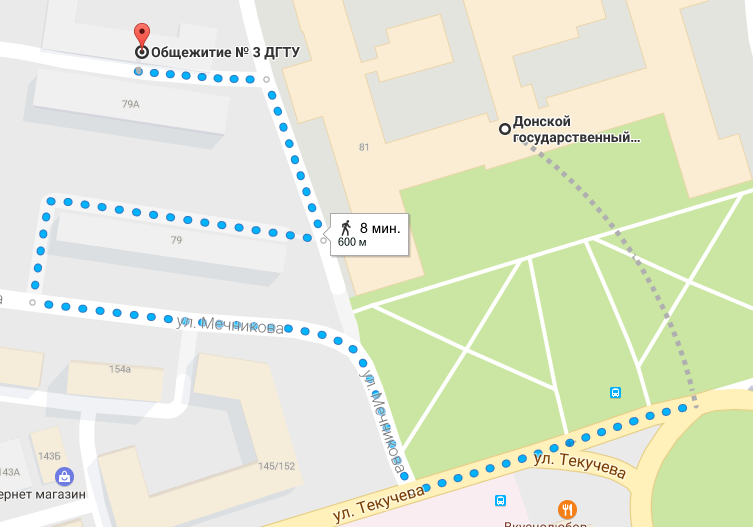 Общежитие № 3 ДГТУ
79А
Донской
государственный...
81
8 мин.
600 м
79
а
ул. Мечникова
154а
ул. Мечникова
143Б
143А
145/152
ернет магазин
ул. Текучева
ул. Текучева
Вкуснолюбов